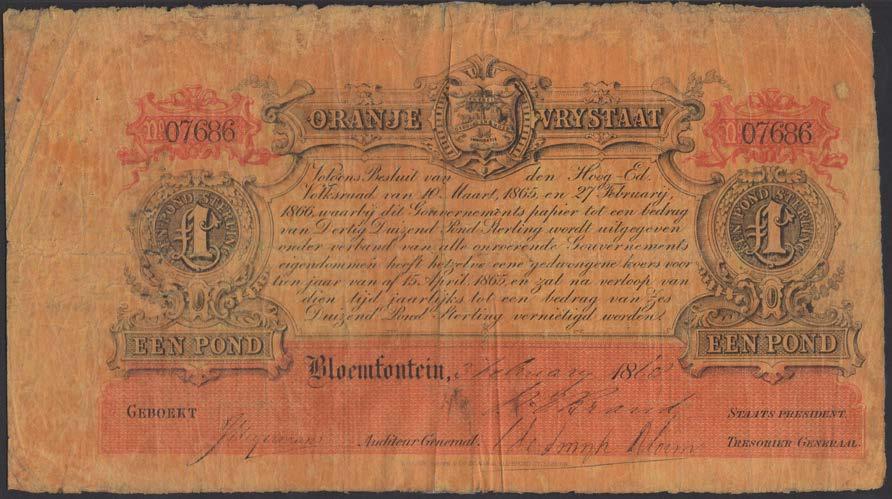 07686
ORANJE VRYSTAAT
07686
Volgens Besluit van den Hoog-Ed.
Volksraad van 10 Maart, 1865, en 27 Februarij,
1866, waarbij dit Gouvernements papier tot een bedrag
van Dertig Duizend Pond Sterling wordt uitgegeven
onder verband van alle onroerende Gouvernements
eigendommen heeft hetzelve eene gedwongene koers voor
tien jaar van af 15 April, 1865, en zal na verloop van
dien tijd jaarlijks tot een bedrag van Zes
Duizend Pond Sterling vernietigd worden.
EEN POND STERLING
£1
EEN POND
EEN POND STERLING
£1
EEN POND
Bloemfontein, February 186
GEBOEKT
Brand
STAATS PRESIDENT.
Auditeur Generaal.
TRESORIER GENERAAL.